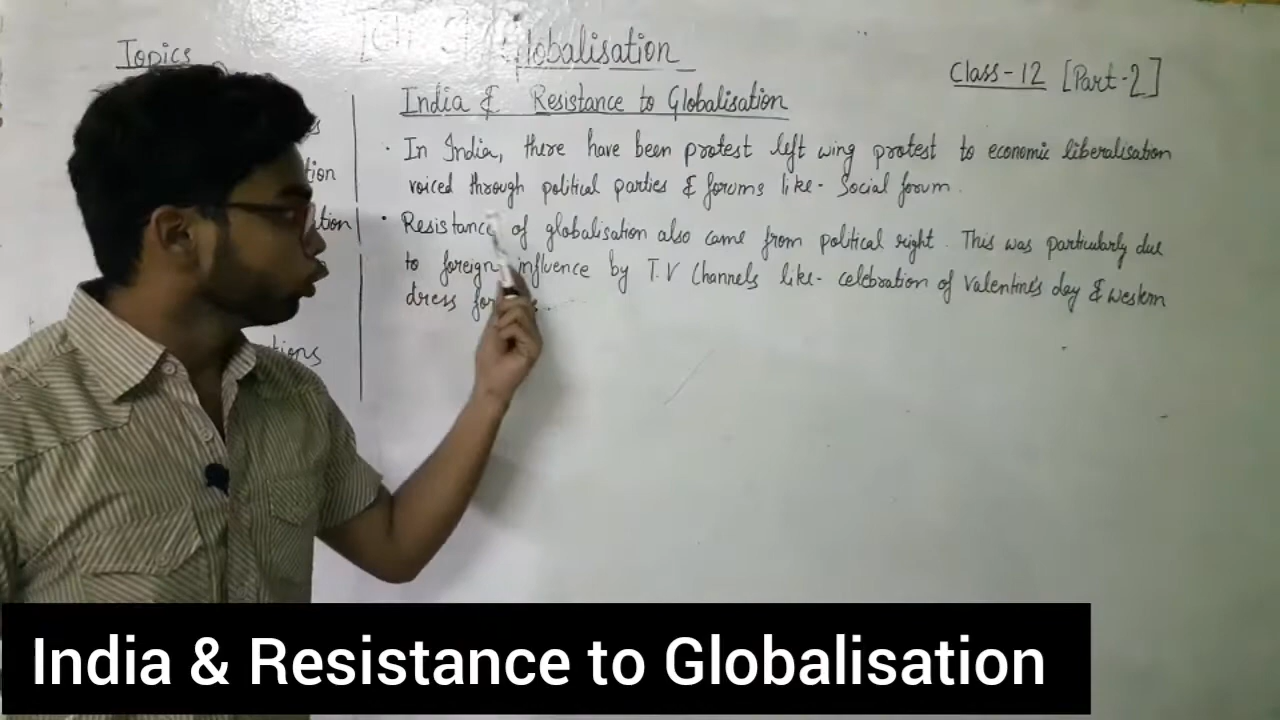 Topics
Globalisation
Class-12 [Part-2]
India & Resistance to Globalisation
• In India, there have been protest left wing protest to economic liberalisation
voiced through political parties & forums like- Social forum.
• Resistance of globalisation also came from political right. This was particularly due
to foreign influence by T.V Channels like- celebration of Valentines day & western
dress
tion
India & Resistance to Globalisation